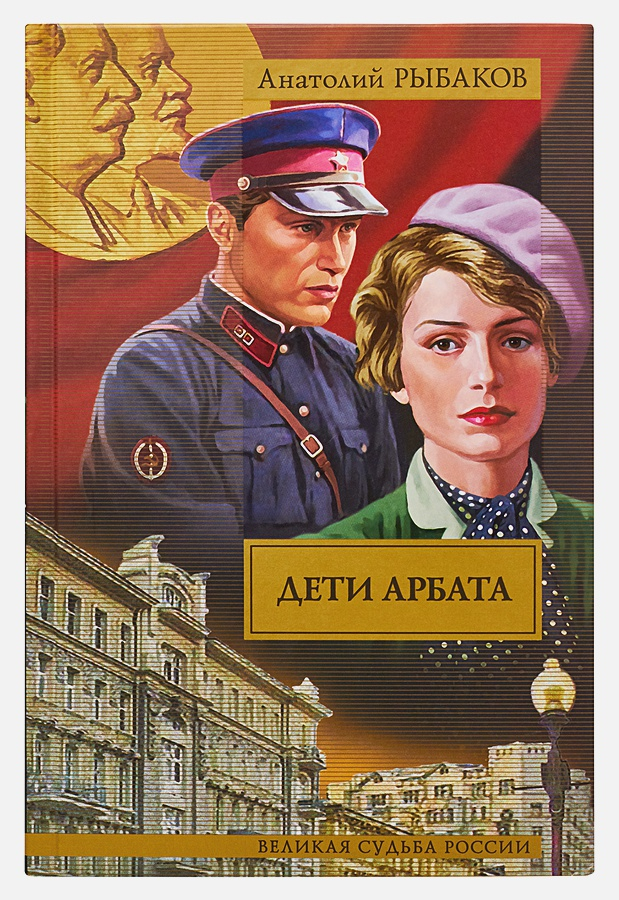 Анатолий РЫБАКОВ
ДЕТИ АРБАТА
ВЕЛИКАЯ СУДЬБА РОССИИ